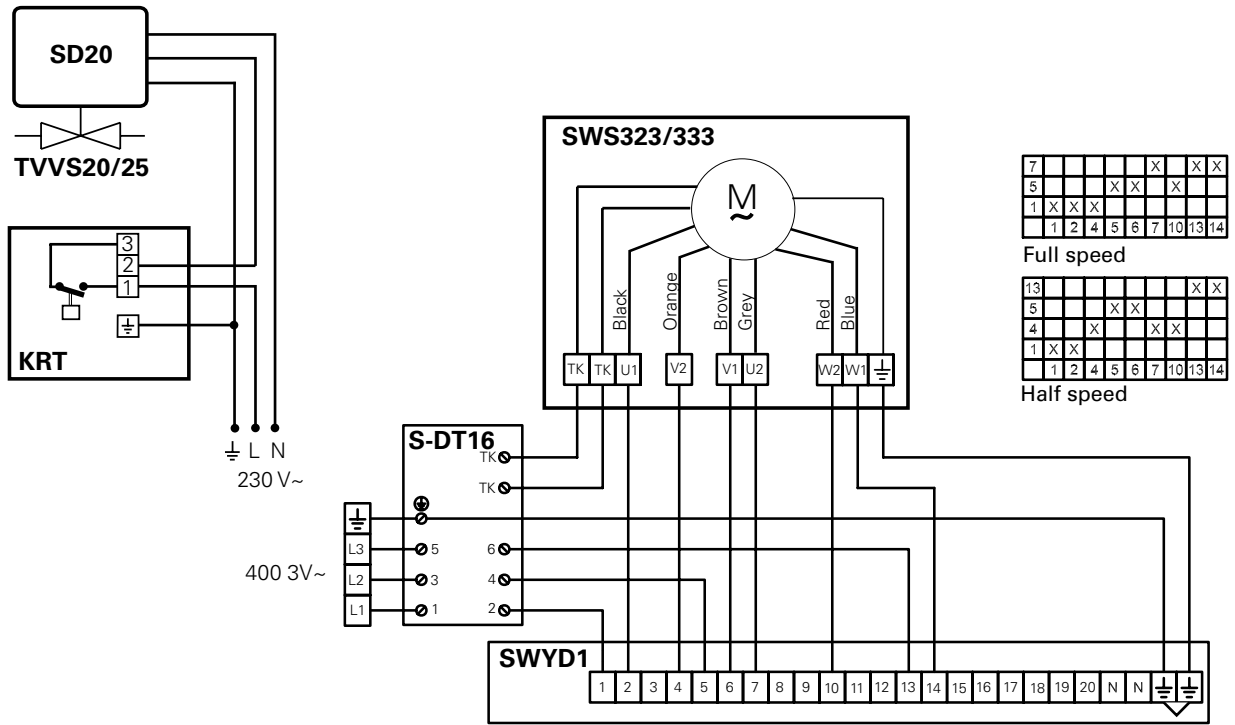 SD20
TVVS20/25
3
2
1
KRT
L N
230 V~
SWS323/333
M
~
Black
Orange
Brown
Grey
Red
Blue
TK TK U1 V2 V1 U2 W2 W1
7 X X X
5 X X X
1 X X X
1 2 4 5 6 7 10 13 14
Full speed
13 X X
5 X X
4 X X X
1 X X
1 2 4 5 6 7 10 13 14
Half speed
S-DT16
TK
TK
L3 5 6
400 3V~
L2 3 4
L1 1 2
SWYD1
1 2 3 4 5 6 7 8 9 10 11 12 13 14 15 16 17 18 19 20 N N